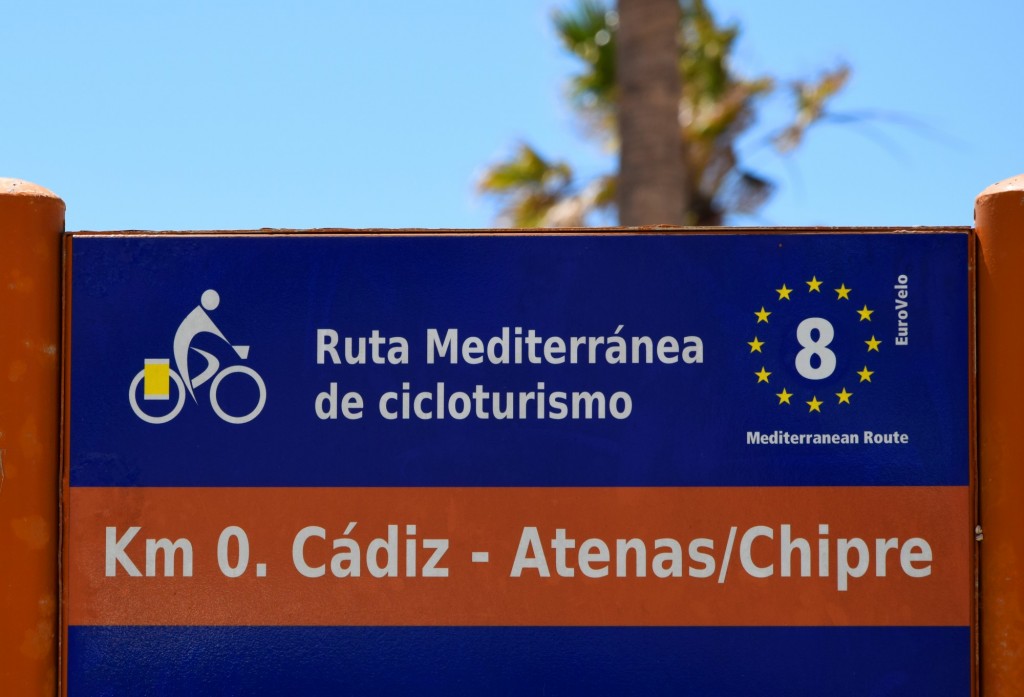 Ruta Mediterránea
de cicloturismo
8
EuroVelo
Mediterranean Route
Km 0. Cádiz - Atenas/Chipre